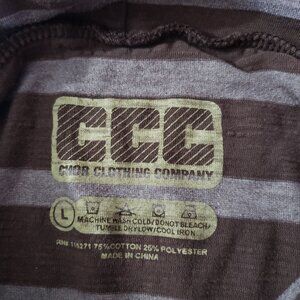 CCC
CHOR CLOTHING COMPANY
L
MACHINE WASH COLD/DO NOT BLEACH/
TUMBLE DRY LOW/COOL IRON
75%COTTON 25% POLYESTER
MADE IN CHINA